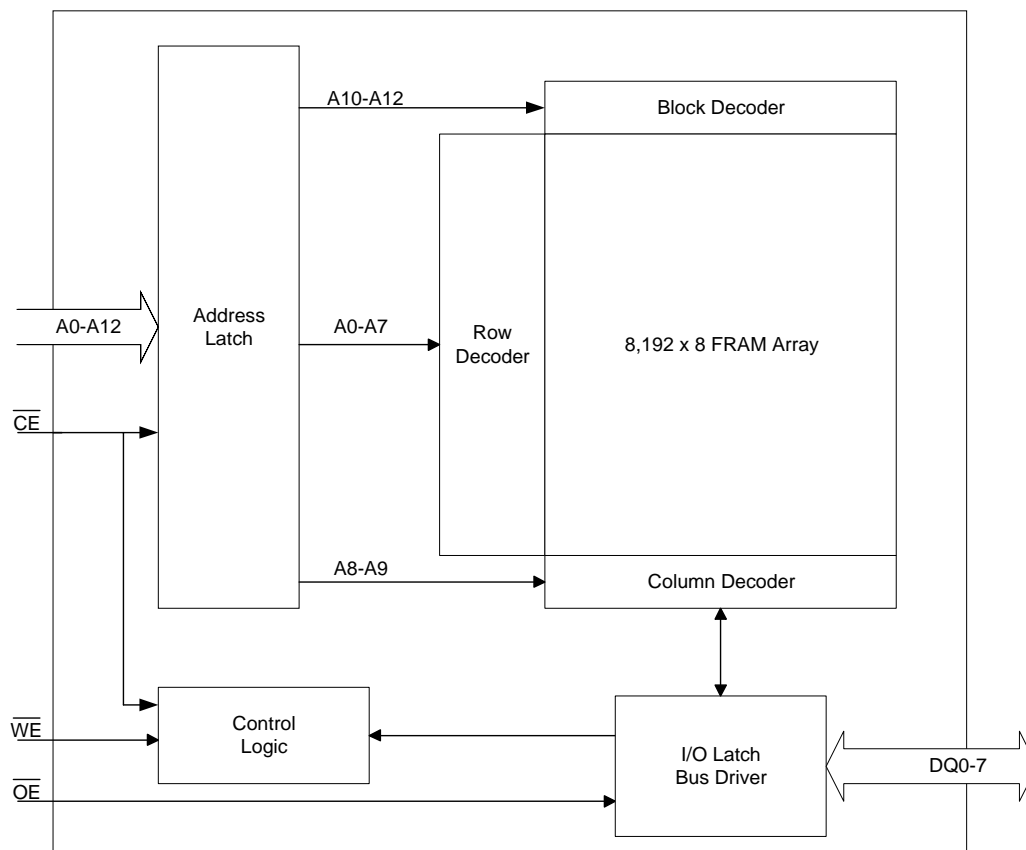 A10-A12
Block Decoder
A0-A12
Address
Latch
A0-A7
Row
Decoder
8,192 x 8 FRAM Array
CE
A8-A9
Column Decoder
WE
Control
Logic
I/O Latch
Bus Driver
DQ0-7
OE